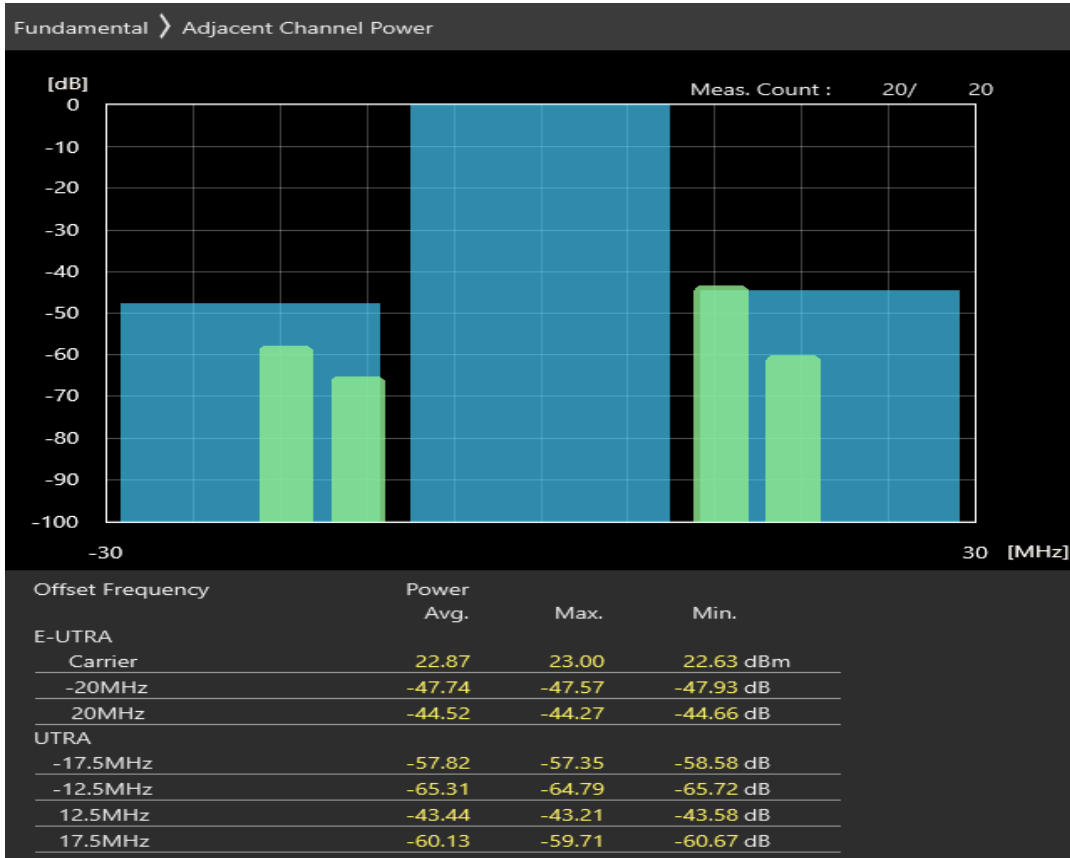 Fundamental 〉 Adjacent Channel Power
[dB]
Meas. Count : 20/ 20
0
-10
-20
-30
-40
-50
-60
-70
-80
-90
-100
-30 30 [MHz]
Offset Frequency Power
Avg. Max. Min.
E-UTRA
Carrier 22.87 23.00 22.63 dBm
-20MHz -47.74 -47.57 -47.93 dB
20MHz -44.52 -44.27 -44.66 dB
UTRA
-17.5MHz -57.82 -57.35 -58.58 dB
-12.5MHz -65.31 -64.79 -65.72 dB
12.5MHz -43.44 -43.21 -43.58 dB
17.5MHz -60.13 -59.71 -60.67 dB